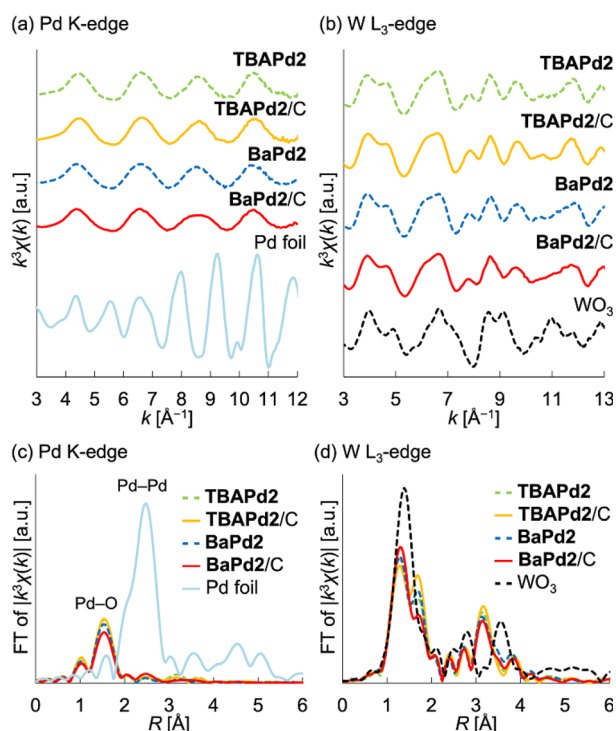 (a) Pd K-edge
TBAPd2
TBAPd2/C
BaPd2
BaPd2/C
Pd foil
k³χ(k) [a.u.]
3 4 5 6 7 8 9 10 11 12
k [Å⁻¹]
(b) W L₃-edge
TBAPd2
TBAPd2/C
BaPd2
BaPd2/C
WO₃
k³χ(k) [a.u.]
3 5 7 9 11 13
k [Å⁻¹]
(c) Pd K-edge
Pd–Pd
TBAPd2
TBAPd2/C
BaPd2
BaPd2/C
Pd foil
Pd–O
FT of |k³χ(k)| [a.u.]
0 1 2 3 4 5 6
R [Å]
(d) W L₃-edge
TBAPd2
TBAPd2/C
BaPd2
BaPd2/C
WO₃
FT of |k³χ(k)| [a.u.]
0 1 2 3 4 5 6
R [Å]